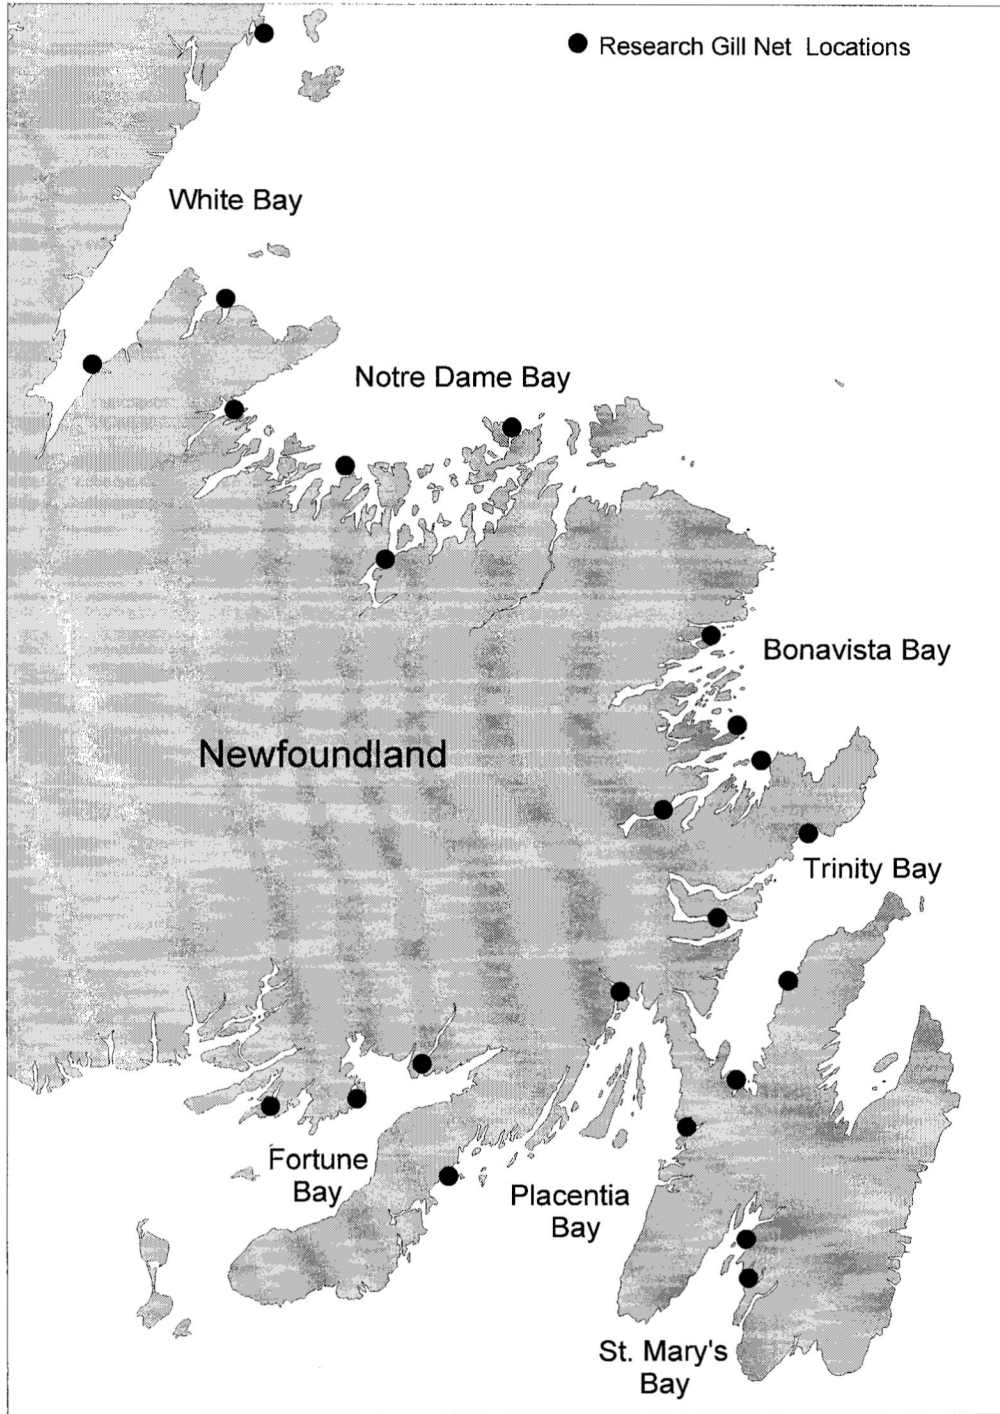 Research Gill Net Locations
White Bay
Notre Dame Bay
Bonavista Bay
Newfoundland
Trinity Bay
Fortune
Bay
Placentia
Bay
St. Mary's
Bay